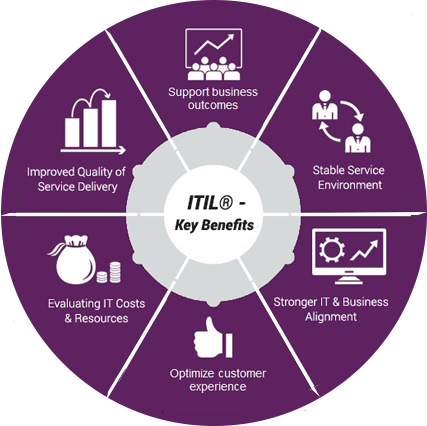 Support business
outcomes
Stable Service
Environment
Stronger IT & Business
Alignment
Optimize customer
experience
Evaluating IT Costs
& Resources
Improved Quality of
Service Delivery
ITIL® -
Key Benefits